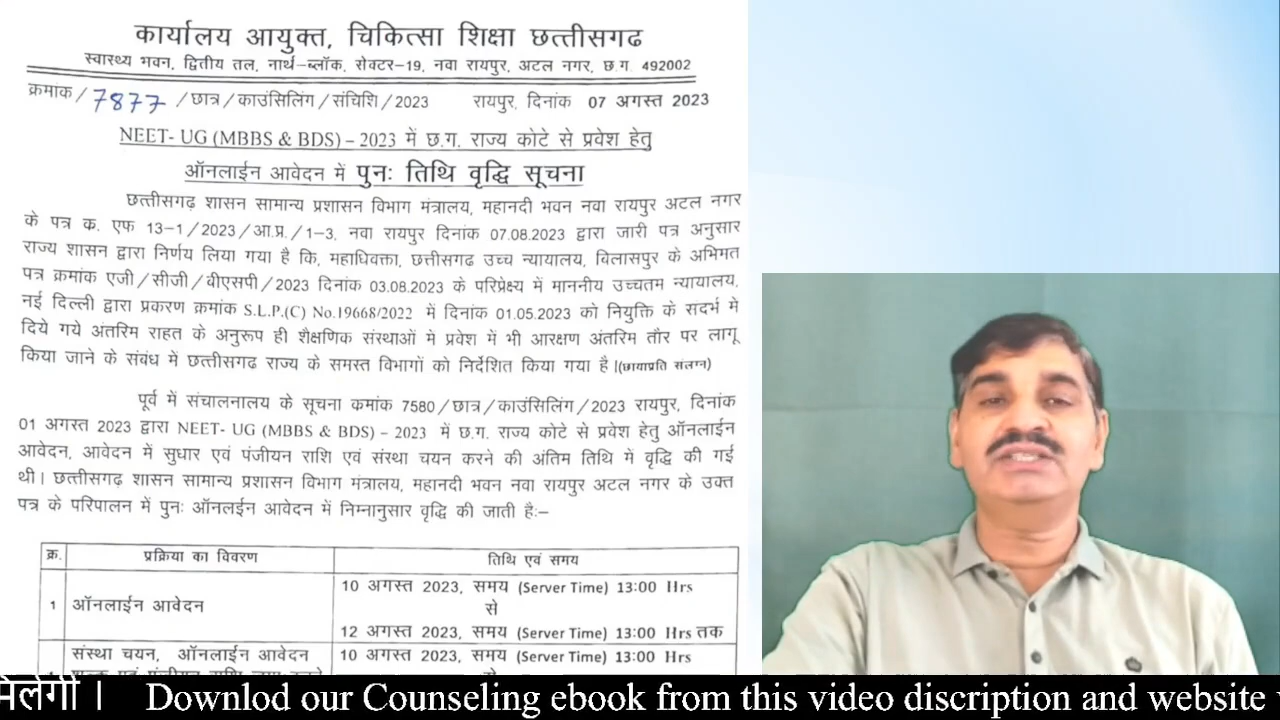 कार्यालय आयुक्त, चिकित्सा शिक्षा छत्तीसगढ
स्वास्थ्य भवन, द्वितीय तल, नार्थ-ब्लॉक, सेक्टर-19, नवा रायपुर, अटल नगर, छ.ग. 492002
क्रमांक / 7877 / छात्र / काउंसिलिंग / संचिशि / 2023 रायपुर, दिनांक 07 अगस्त 2023
NEET- UG (MBBS & BDS) – 2023 में छ.ग. राज्य कोटे से प्रवेश हेतु
ऑनलाईन आवेदन में पुनः तिथि वृद्धि सूचना
छत्तीसगढ़ शासन सामान्य प्रशासन विभाग मंत्रालय, महानदी भवन नवा रायपुर अटल नगर
के पत्र क. एफ 13-1/2023/आ.प्र./1-3, नवा रायपुर दिनांक 07.08.2023 द्वारा जारी पत्र अनुसार
राज्य शासन द्वारा निर्णय लिया गया है कि, महाधिवक्ता, छत्तीसगढ उच्च न्यायालय, विलासपुर के अभिमत
पत्र क्रमांक एजी/सीजी/वीएसपी/2023 दिनांक 03.08.2023 के परिप्रेक्ष्य में माननीय उच्चतम न्यायालय,
नई दिल्ली द्वारा प्रकरण क्रमांक S.L.P.(C) No.19668/2022 में दिनांक 01.05.2023 को नियुक्ति के संदर्भ मे
दिये गये अंतरिम राहत के अनुरूप ही शैक्षणिक संस्थाओं मे प्रवेश में भी आरक्षण अंतरिम तौर पर लागू
किया जाने के संबंध में छत्तीसगढ राज्य के समस्त विभागों को निर्देशित किया गया है।(छायाप्रति संलग्न)
पूर्व में संचालनालय के सूचना कमांक 7580/छात्र/काउंसिलिंग/2023 रायपुर, दिनांक
01 अगस्त 2023 द्वारा NEET- UG (MBBS & BDS) – 2023 में छ.ग. राज्य कोटे से प्रवेश हेतु ऑनलाईन
आवेदन, आवेदन में सुधार एवं पंजीयन राशि एवं संस्था चयन करने की अंतिम तिथि में वृद्धि की गई
थी। छत्तीसगढ़ शासन सामान्य प्रशासन विभाग मंत्रालय, महानदी भवन नवा रायपुर अटल नगर के उक्त
पत्र के परिपालन में पुनः ऑनलाईन आवेदन में निम्नानुसार वृद्धि की जाती है:–
क्र. प्रक्रिया का विवरण तिथि एवं समय
1 ऑनलाईन आवेदन 10 अगस्त 2023, समय (Server Time) 13:00 Hrs
से
12 अगस्त 2023, समय (Server Time) 13:00 Hrs तक
संस्था चयन, ऑनलाईन आवेदन 10 अगस्त 2023, समय (Server Time) 13:00 Hrs
मिलेगी । Downlod our Counseling ebook from this video discription and website